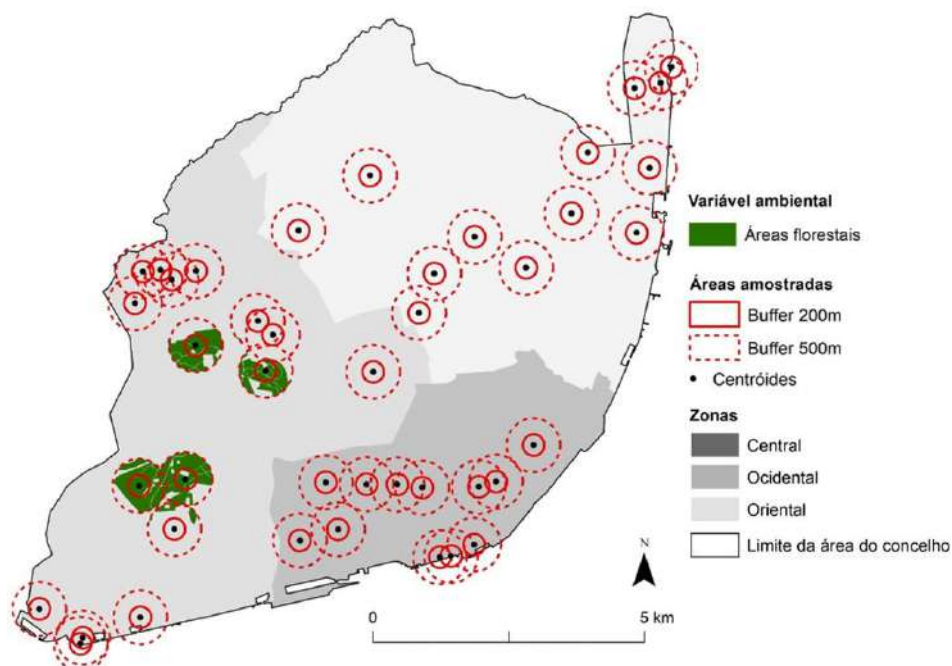 Variável ambiental
Áreas florestais
Áreas amostradas
Buffer 200m
Buffer 500m
Centróides
Zonas
Central
Ocidental
Oriental
Limite da área do concelho
N
0
5 km